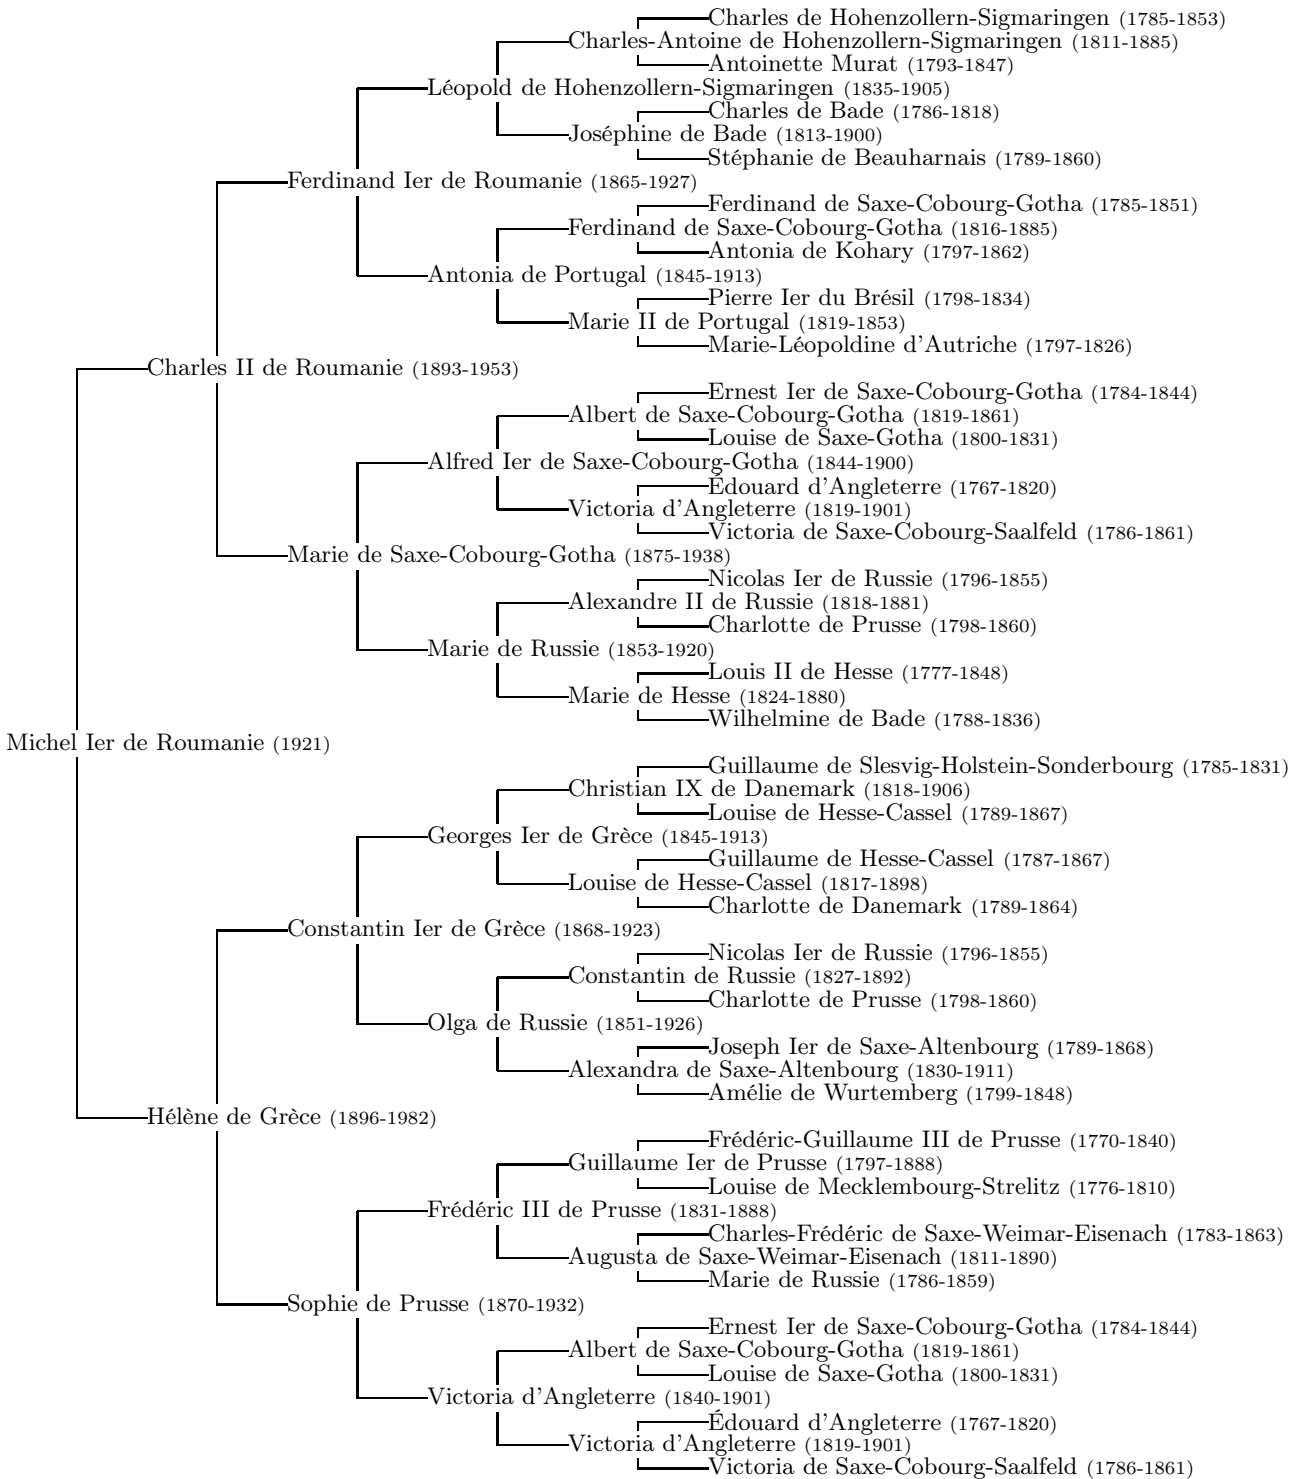 Charles de Hohenzollern-Sigmaringen (1785-1853)
Charles-Antoine de Hohenzollern-Sigmaringen (1811-1885)
Antoinette Murat (1793-1847)
Léopold de Hohenzollern-Sigmaringen (1835-1905)
Charles de Bade (1786-1818)
Joséphine de Bade (1813-1900)
Stéphanie de Beauharnais (1789-1860)
Ferdinand Ier de Roumanie (1865-1927)
Ferdinand de Saxe-Cobourg-Gotha (1785-1851)
Ferdinand de Saxe-Cobourg-Gotha (1816-1885)
Antonia de Kohary (1797-1862)
Antonia de Portugal (1845-1913)
Pierre Ier du Brésil (1798-1834)
Marie II de Portugal (1819-1853)
Marie-Léopoldine d'Autriche (1797-1826)
Charles II de Roumanie (1893-1953)
Ernest Ier de Saxe-Cobourg-Gotha (1784-1844)
Albert de Saxe-Cobourg-Gotha (1819-1861)
Louise de Saxe-Gotha (1800-1831)
Alfred Ier de Saxe-Cobourg-Gotha (1844-1900)
Édouard d'Angleterre (1767-1820)
Victoria d'Angleterre (1819-1901)
Victoria de Saxe-Cobourg-Saalfeld (1786-1861)
Marie de Saxe-Cobourg-Gotha (1875-1938)
Nicolas Ier de Russie (1796-1855)
Alexandre II de Russie (1818-1881)
Charlotte de Prusse (1798-1860)
Marie de Russie (1853-1920)
Louis II de Hesse (1777-1848)
Marie de Hesse (1824-1880)
Wilhelmine de Bade (1788-1836)
Michel Ier de Roumanie (1921)
Guillaume de Slesvig-Holstein-Sonderbourg (1785-1831)
Christian IX de Danemark (1818-1906)
Louise de Hesse-Cassel (1789-1867)
Georges Ier de Grèce (1845-1913)
Guillaume de Hesse-Cassel (1787-1867)
Louise de Hesse-Cassel (1817-1898)
Charlotte de Danemark (1789-1864)
Constantin Ier de Grèce (1868-1923)
Nicolas Ier de Russie (1796-1855)
Constantin de Russie (1827-1892)
Charlotte de Prusse (1798-1860)
Olga de Russie (1851-1926)
Joseph Ier de Saxe-Altenbourg (1789-1868)
Alexandra de Saxe-Altenbourg (1830-1911)
Amélie de Wurtemberg (1799-1848)
Hélène de Grèce (1896-1982)
Frédéric-Guillaume III de Prusse (1770-1840)
Guillaume Ier de Prusse (1797-1888)
Louise de Mecklembourg-Strelitz (1776-1810)
Frédéric III de Prusse (1831-1888)
Charles-Frédéric de Saxe-Weimar-Eisenach (1783-1863)
Augusta de Saxe-Weimar-Eisenach (1811-1890)
Marie de Russie (1786-1859)
Sophie de Prusse (1870-1932)
Ernest Ier de Saxe-Cobourg-Gotha (1784-1844)
Albert de Saxe-Cobourg-Gotha (1819-1861)
Louise de Saxe-Gotha (1800-1831)
Victoria d'Angleterre (1840-1901)
Édouard d'Angleterre (1767-1820)
Victoria d'Angleterre (1819-1901)
Victoria de Saxe-Cobourg-Saalfeld (1786-1861)